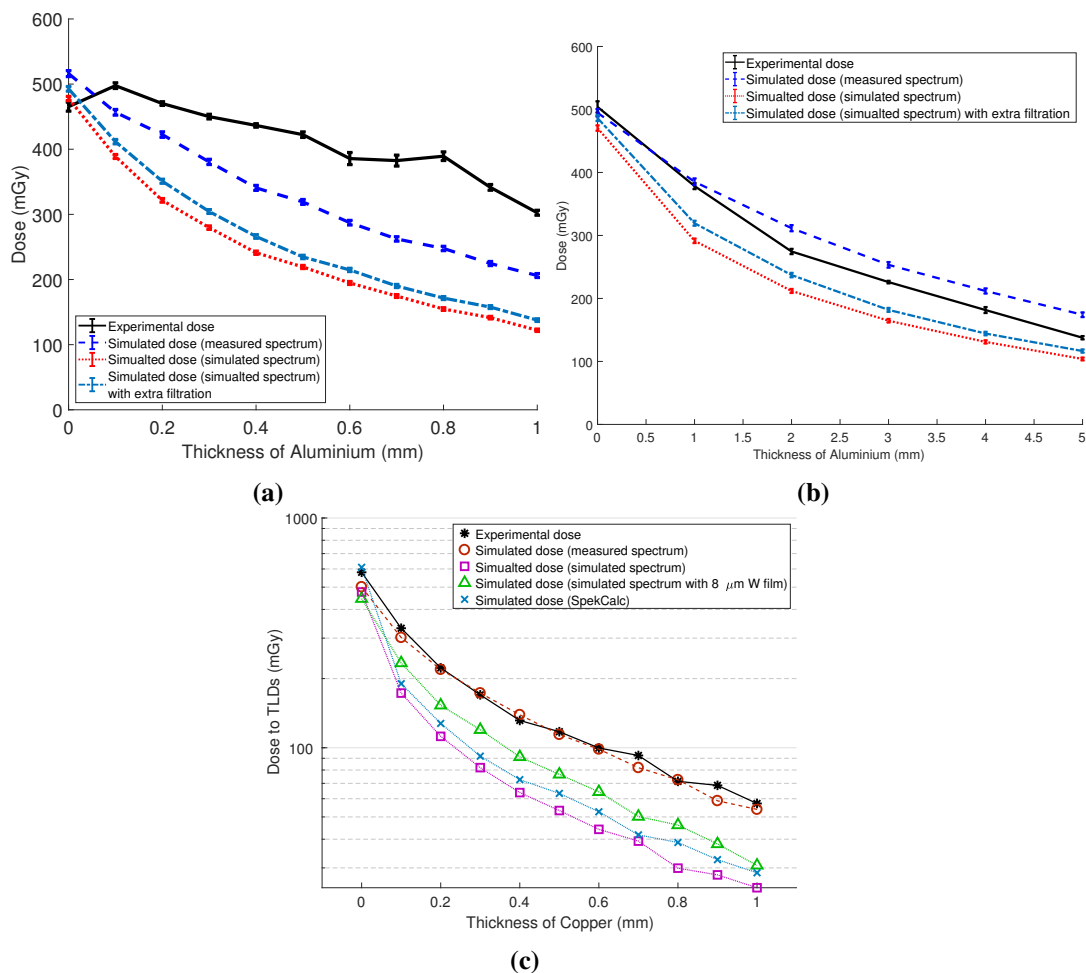 600
500
400
300
200
100
0
Dose (mGy)
Experimental dose
Simulated dose (measured spectrum)
Simualted dose (simulated spectrum)
Simulated dose (simualted spectrum)
with extra filtration
0 0.2 0.4 0.6 0.8 1
Thickness of Aluminium (mm)
(a)
600
500
400
300
200
100
0
Dose (mGy)
Experimental dose
Simulated dose (measured spectrum)
Simualted dose (simulated spectrum)
Simulated dose (simualted spectrum) with extra filtration
0 0.5 1 1.5 2 2.5 3 3.5 4 4.5 5
Thickness of Aluminium (mm)
(b)
1000
100
Dose to TLDs (mGy)
Experimental dose
Simulated dose (measured spectrum)
Simualted dose (simulated spectrum)
Simulated dose (simulated spectrum with 8 μm W film)
Simulated dose (SpekCalc)
0 0.2 0.4 0.6 0.8 1
Thickness of Copper (mm)
(c)